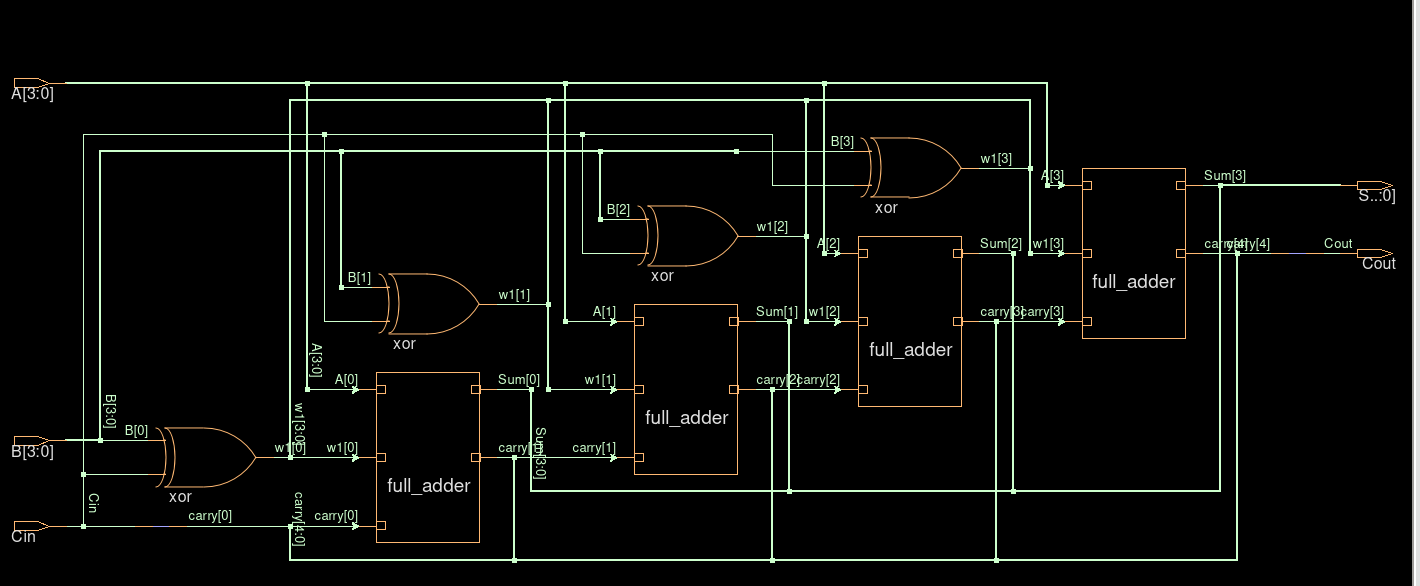 A[3:0]
B[3]
w1[3]
xor
A[3]
Sum[3]
S..:0]
B[2]
w1[2]
xor
A[2]
Sum[2]
w1[3]
carry[4]
carry[4]
Cout
Cout
full_adder
B[1]
w1[1]
xor
A[1]
Sum[1]
w1[2]
carry[3]
carry[3]
full_adder
A[3:0]
A[0]
Sum[0]
w1[1]
carry[2]
carry[2]
full_adder
B[3:0]
B[0]
w1[3:0]
w1[0]
w1[0]
B[3:0]
xor
Sum[3:0]
carry[1]
carry[1]
full_adder
Cin
carry[0]
carry[4:0]
carry[0]
Cin